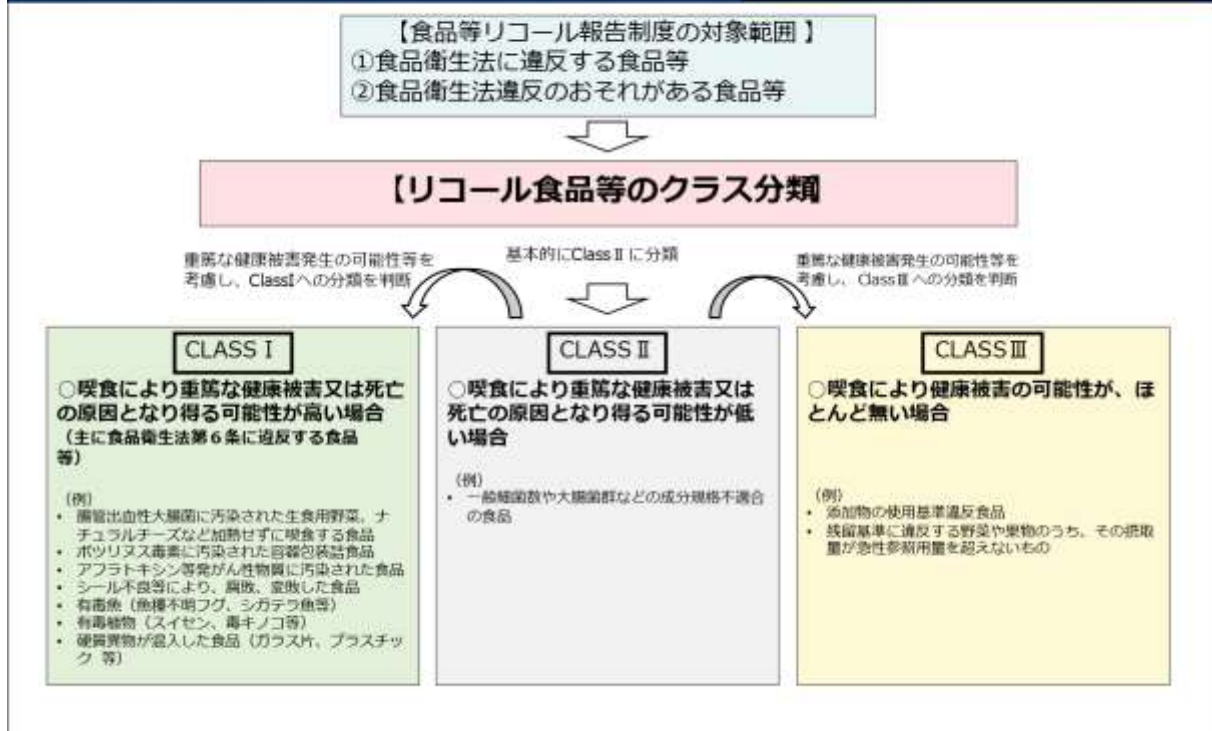 【食品等リコール報告制度の対象範囲 】
①食品衛生法に違反する食品等
②食品衛生法違反のおそれがある食品等
【リコール食品等のクラス分類】
重篤な健康被害発生の可能性等を
考慮し、ClassⅠへの分類を判断
基本的にClassⅡに分類
重篤な健康被害発生の可能性等を
考慮し、ClassⅢへの分類を判断
CLASSⅠ
○喫食により重篤な健康被害又は死亡
の原因となり得る可能性が高い場合
（主に食品衛生法第６条に違反する食品
等）
（例）
• 腸管出血性大腸菌に汚染された生食用野菜、ナ
チュラルチーズなど加熱せずに喫食する食品
• ボツリヌス毒素に汚染された容器包装詰食品
• アフラトキシン等発がん性物質に汚染された食品
• シール不良等により、腐敗、変敗した食品
• 有毒魚（魚種不明フグ、シガテラ魚等）
• 有毒植物（スイセン、毒キノコ等）
• 硬質異物が混入した食品（ガラス片、プラスチッ
ク 等）
CLASSⅡ
○喫食により重篤な健康被害又は
死亡の原因となり得る可能性が低
い場合
（例）
• 一般細菌数や大腸菌群などの成分規格不適合
の食品
CLASSⅢ
○喫食により健康被害の可能性が、ほ
とんど無い場合
（例）
• 添加物の使用基準違反食品
• 残留基準に違反する野菜や果物のうち、その摂取
量が急性参照用量を超えないもの